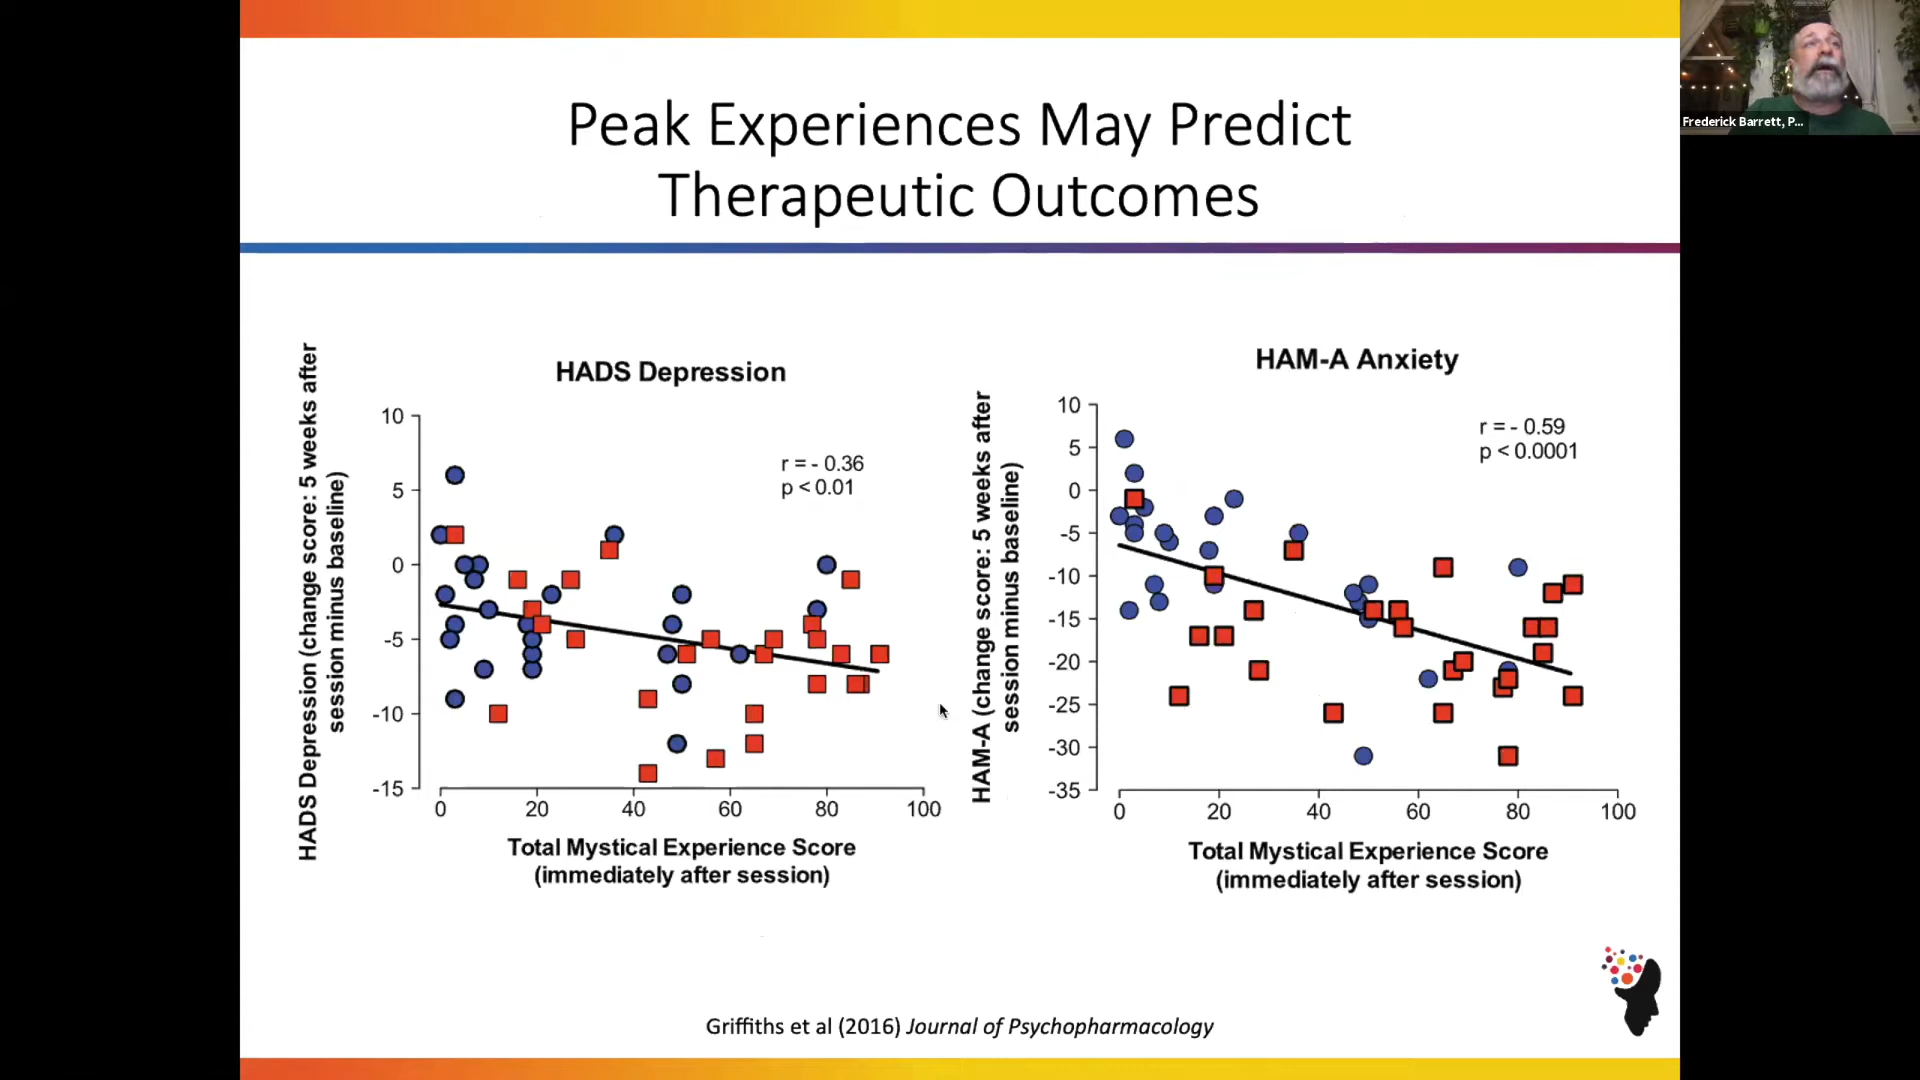 Frederick Barrett, P...
Peak Experiences May Predict
Therapeutic Outcomes
HADS Depression
HADS Depression (change score: 5 weeks after
session minus baseline)
10
5
0
-5
-10
-15
r = - 0.36
p < 0.01
0 20 40 60 80 100
Total Mystical Experience Score
(immediately after session)
HAM-A Anxiety
HAM-A (change score: 5 weeks after
session minus baseline)
10
5
0
-5
-10
-15
-20
-25
-30
-35
r = - 0.59
p < 0.0001
0 20 40 60 80 100
Total Mystical Experience Score
(immediately after session)
Griffiths et al (2016) Journal of Psychopharmacology